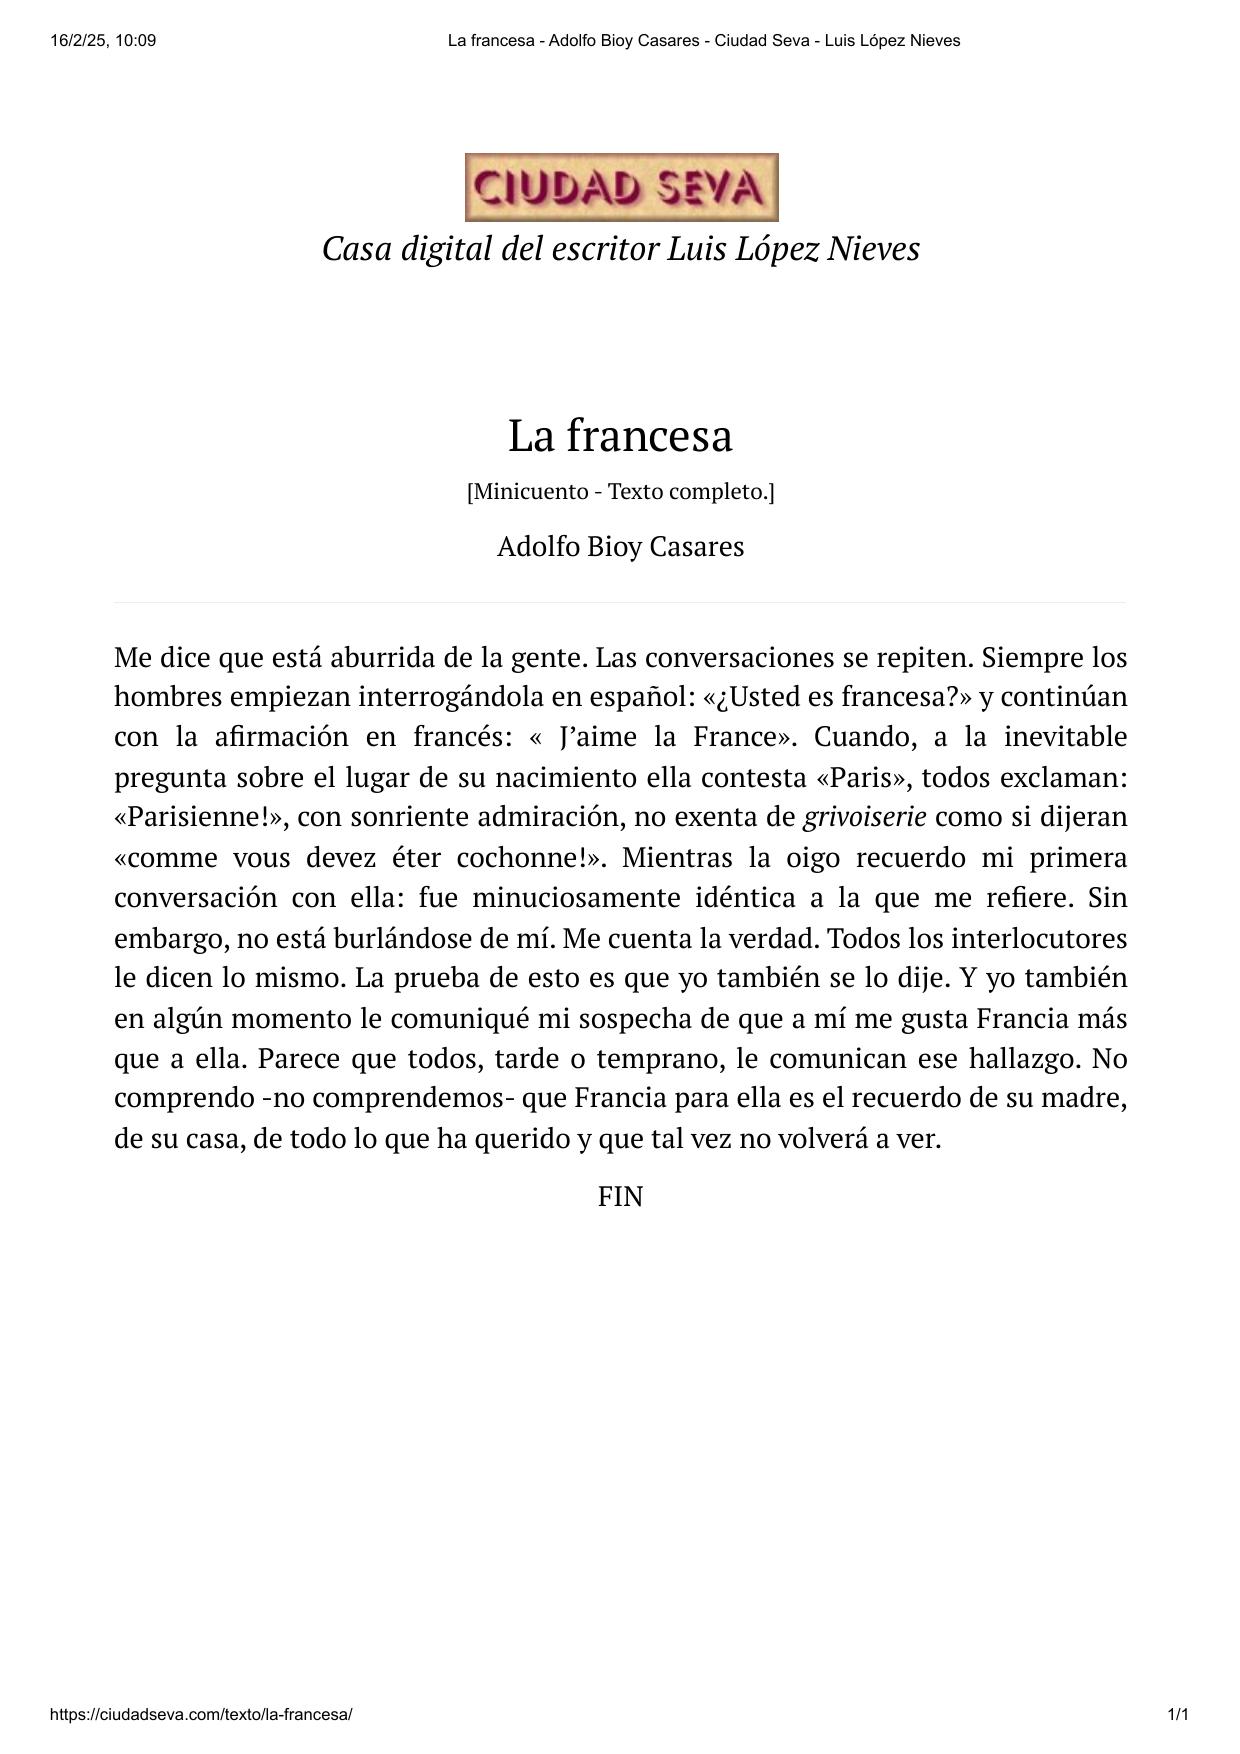 16/2/25, 10:09 La francesa - Adolfo Bioy Casares - Ciudad Seva - Luis López Nieves
CIUDAD SEVA
Casa digital del escritor Luis López Nieves
La francesa
[Minicuento - Texto completo.]
Adolfo Bioy Casares
Me dice que está aburrida de la gente. Las conversaciones se repiten. Siempre los
hombres empiezan interrogándola en español: «¿Usted es francesa?» y continúan
con la afirmación en francés: « J’aime la France». Cuando, a la inevitable
pregunta sobre el lugar de su nacimiento ella contesta «Paris», todos exclaman:
«Parisienne!», con sonriente admiración, no exenta de grivoiserie como si dijeran
«comme vous devez éter cochonne!». Mientras la oigo recuerdo mi primera
conversación con ella: fue minuciosamente idéntica a la que me refiere. Sin
embargo, no está burlándose de mí. Me cuenta la verdad. Todos los interlocutores
le dicen lo mismo. La prueba de esto es que yo también se lo dije. Y yo también
en algún momento le comuniqué mi sospecha de que a mí me gusta Francia más
que a ella. Parece que todos, tarde o temprano, le comunican ese hallazgo. No
comprendo -no comprendemos- que Francia para ella es el recuerdo de su madre,
de su casa, de todo lo que ha querido y que tal vez no volverá a ver.
FIN
https://ciudadseva.com/texto/la-francesa/ 1/1